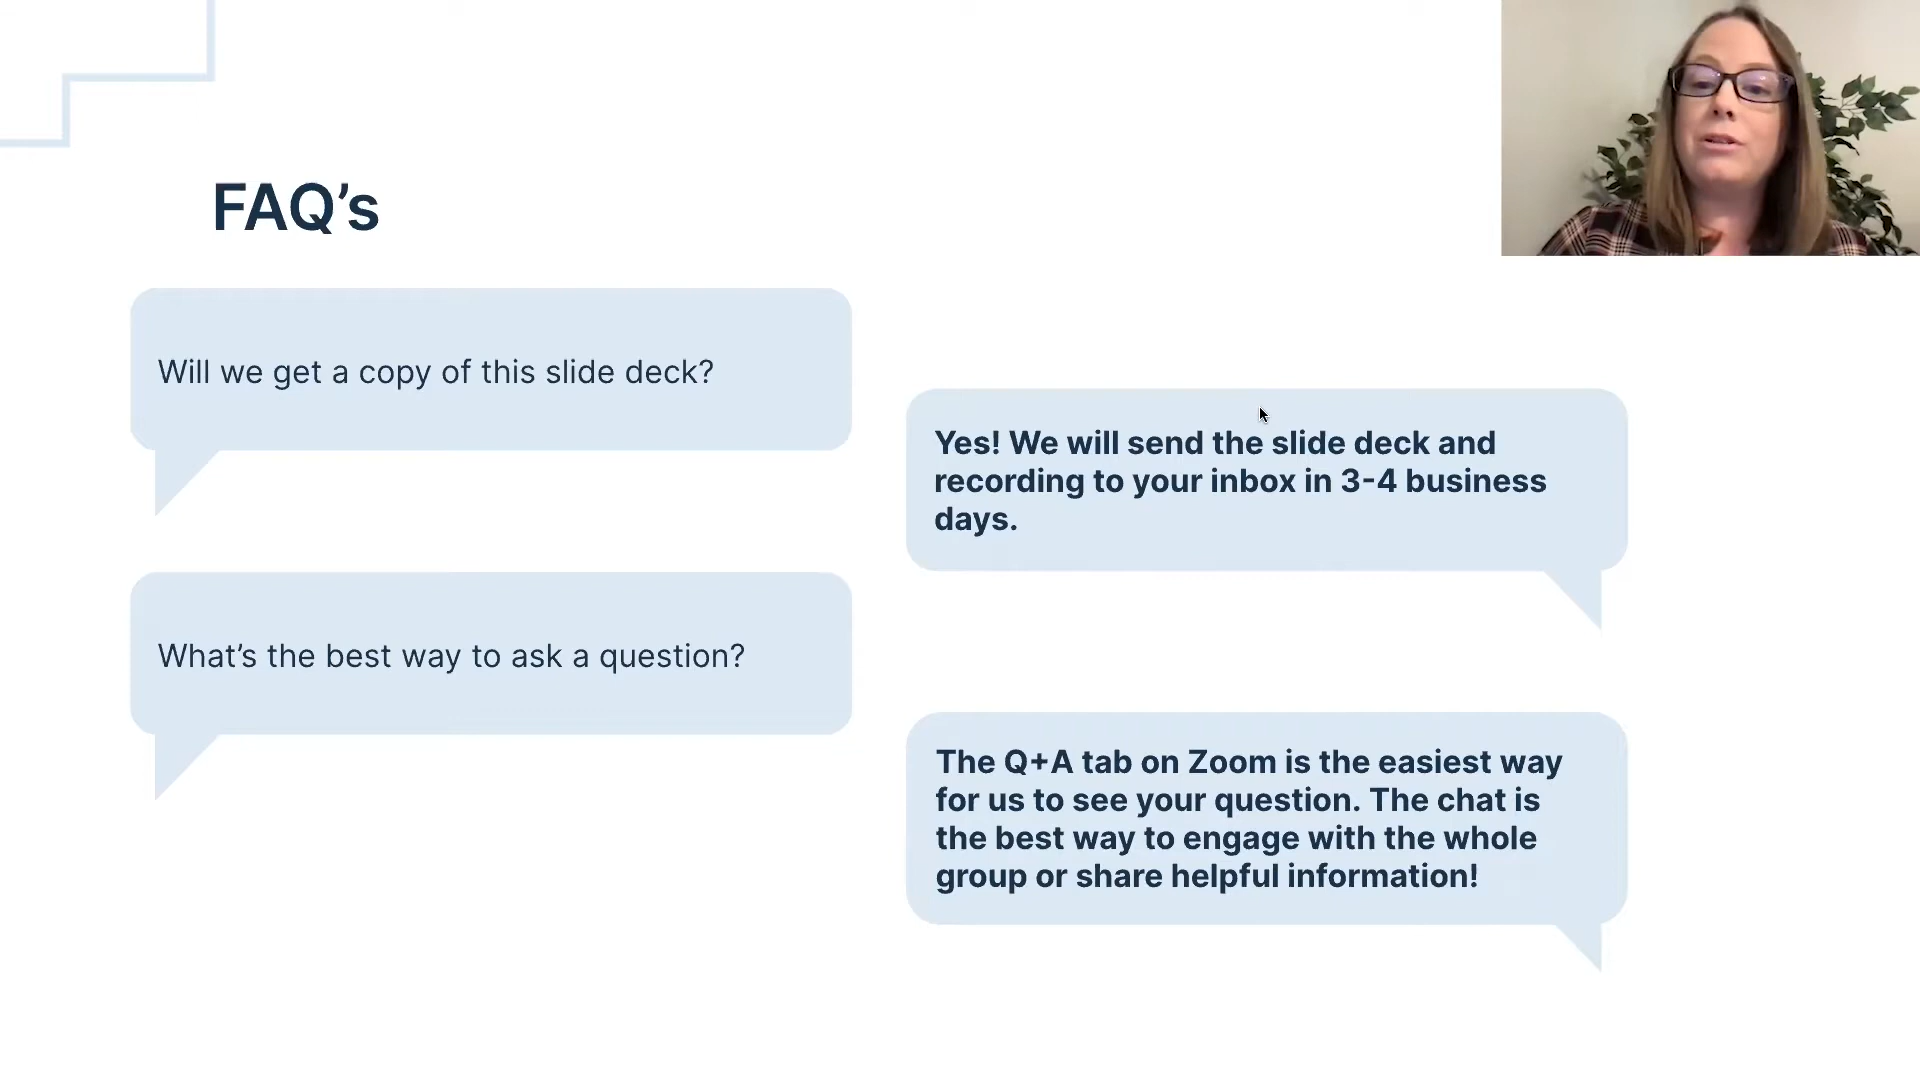 FAQ’s
Will we get a copy of this slide deck?
Yes! We will send the slide deck and
recording to your inbox in 3-4 business
days.
What’s the best way to ask a question?
The Q+A tab on Zoom is the easiest way
for us to see your question. The chat is
the best way to engage with the whole
group or share helpful information!